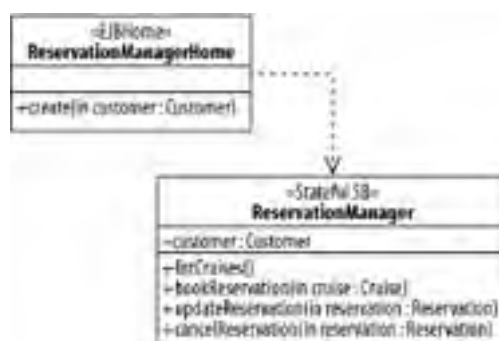 «EJBHome»
ReservationManagerHome
+create(in customer : Customer)
«Stateful SB»
ReservationManager
-customer : Customer
+listCruises()
+bookReservation(in cruise : Cruise)
+updateReservation(in reservation : Reservation)
+cancelReservation(in reservation : Reservation)